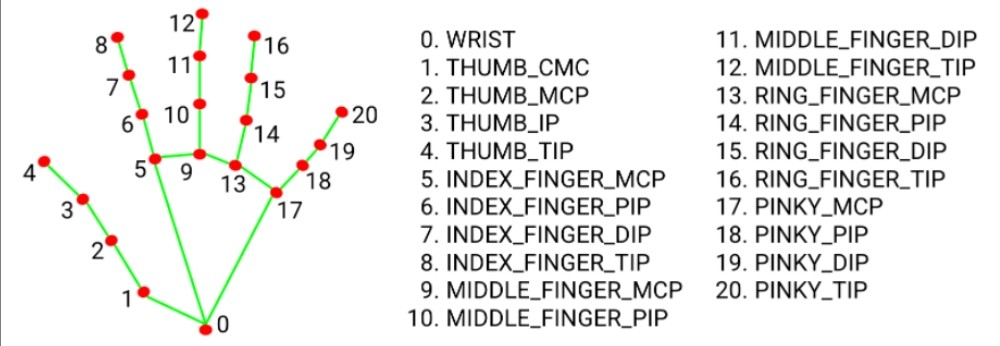 12
8
16
11
7
15
10
6
20
14
19
4
5
9
13
18
3
17
2
1
0
0. WRIST
1. THUMB_CMC
2. THUMB_MCP
3. THUMB_IP
4. THUMB_TIP
5. INDEX_FINGER_MCP
6. INDEX_FINGER_PIP
7. INDEX_FINGER_DIP
8. INDEX_FINGER_TIP
9. MIDDLE_FINGER_MCP
10. MIDDLE_FINGER_PIP
11. MIDDLE_FINGER_DIP
12. MIDDLE_FINGER_TIP
13. RING_FINGER_MCP
14. RING_FINGER_PIP
15. RING_FINGER_DIP
16. RING_FINGER_TIP
17. PINKY_MCP
18. PINKY_PIP
19. PINKY_DIP
20. PINKY_TIP